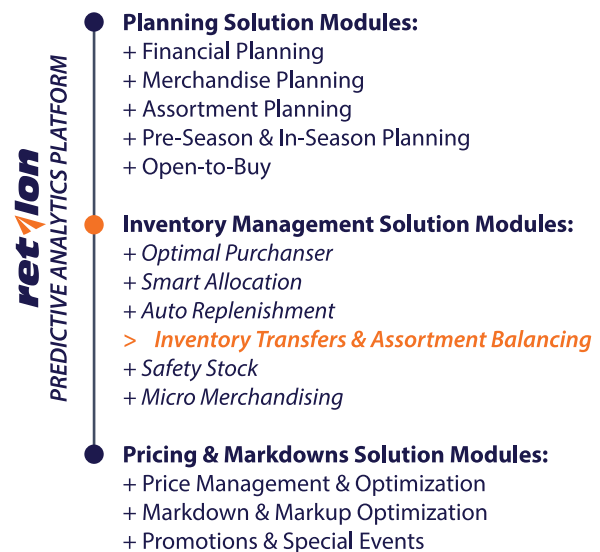 retalon
PREDICTIVE ANALYTICS PLATFORM
Planning Solution Modules:
+ Financial Planning
+ Merchandise Planning
+ Assortment Planning
+ Pre-Season & In-Season Planning
+ Open-to-Buy
Inventory Management Solution Modules:
+ Optimal Purchanser
+ Smart Allocation
+ Auto Replenishment
> Inventory Transfers & Assortment Balancing
+ Safety Stock
+ Micro Merchandising
Pricing & Markdowns Solution Modules:
+ Price Management & Optimization
+ Markdown & Markup Optimization
+ Promotions & Special Events